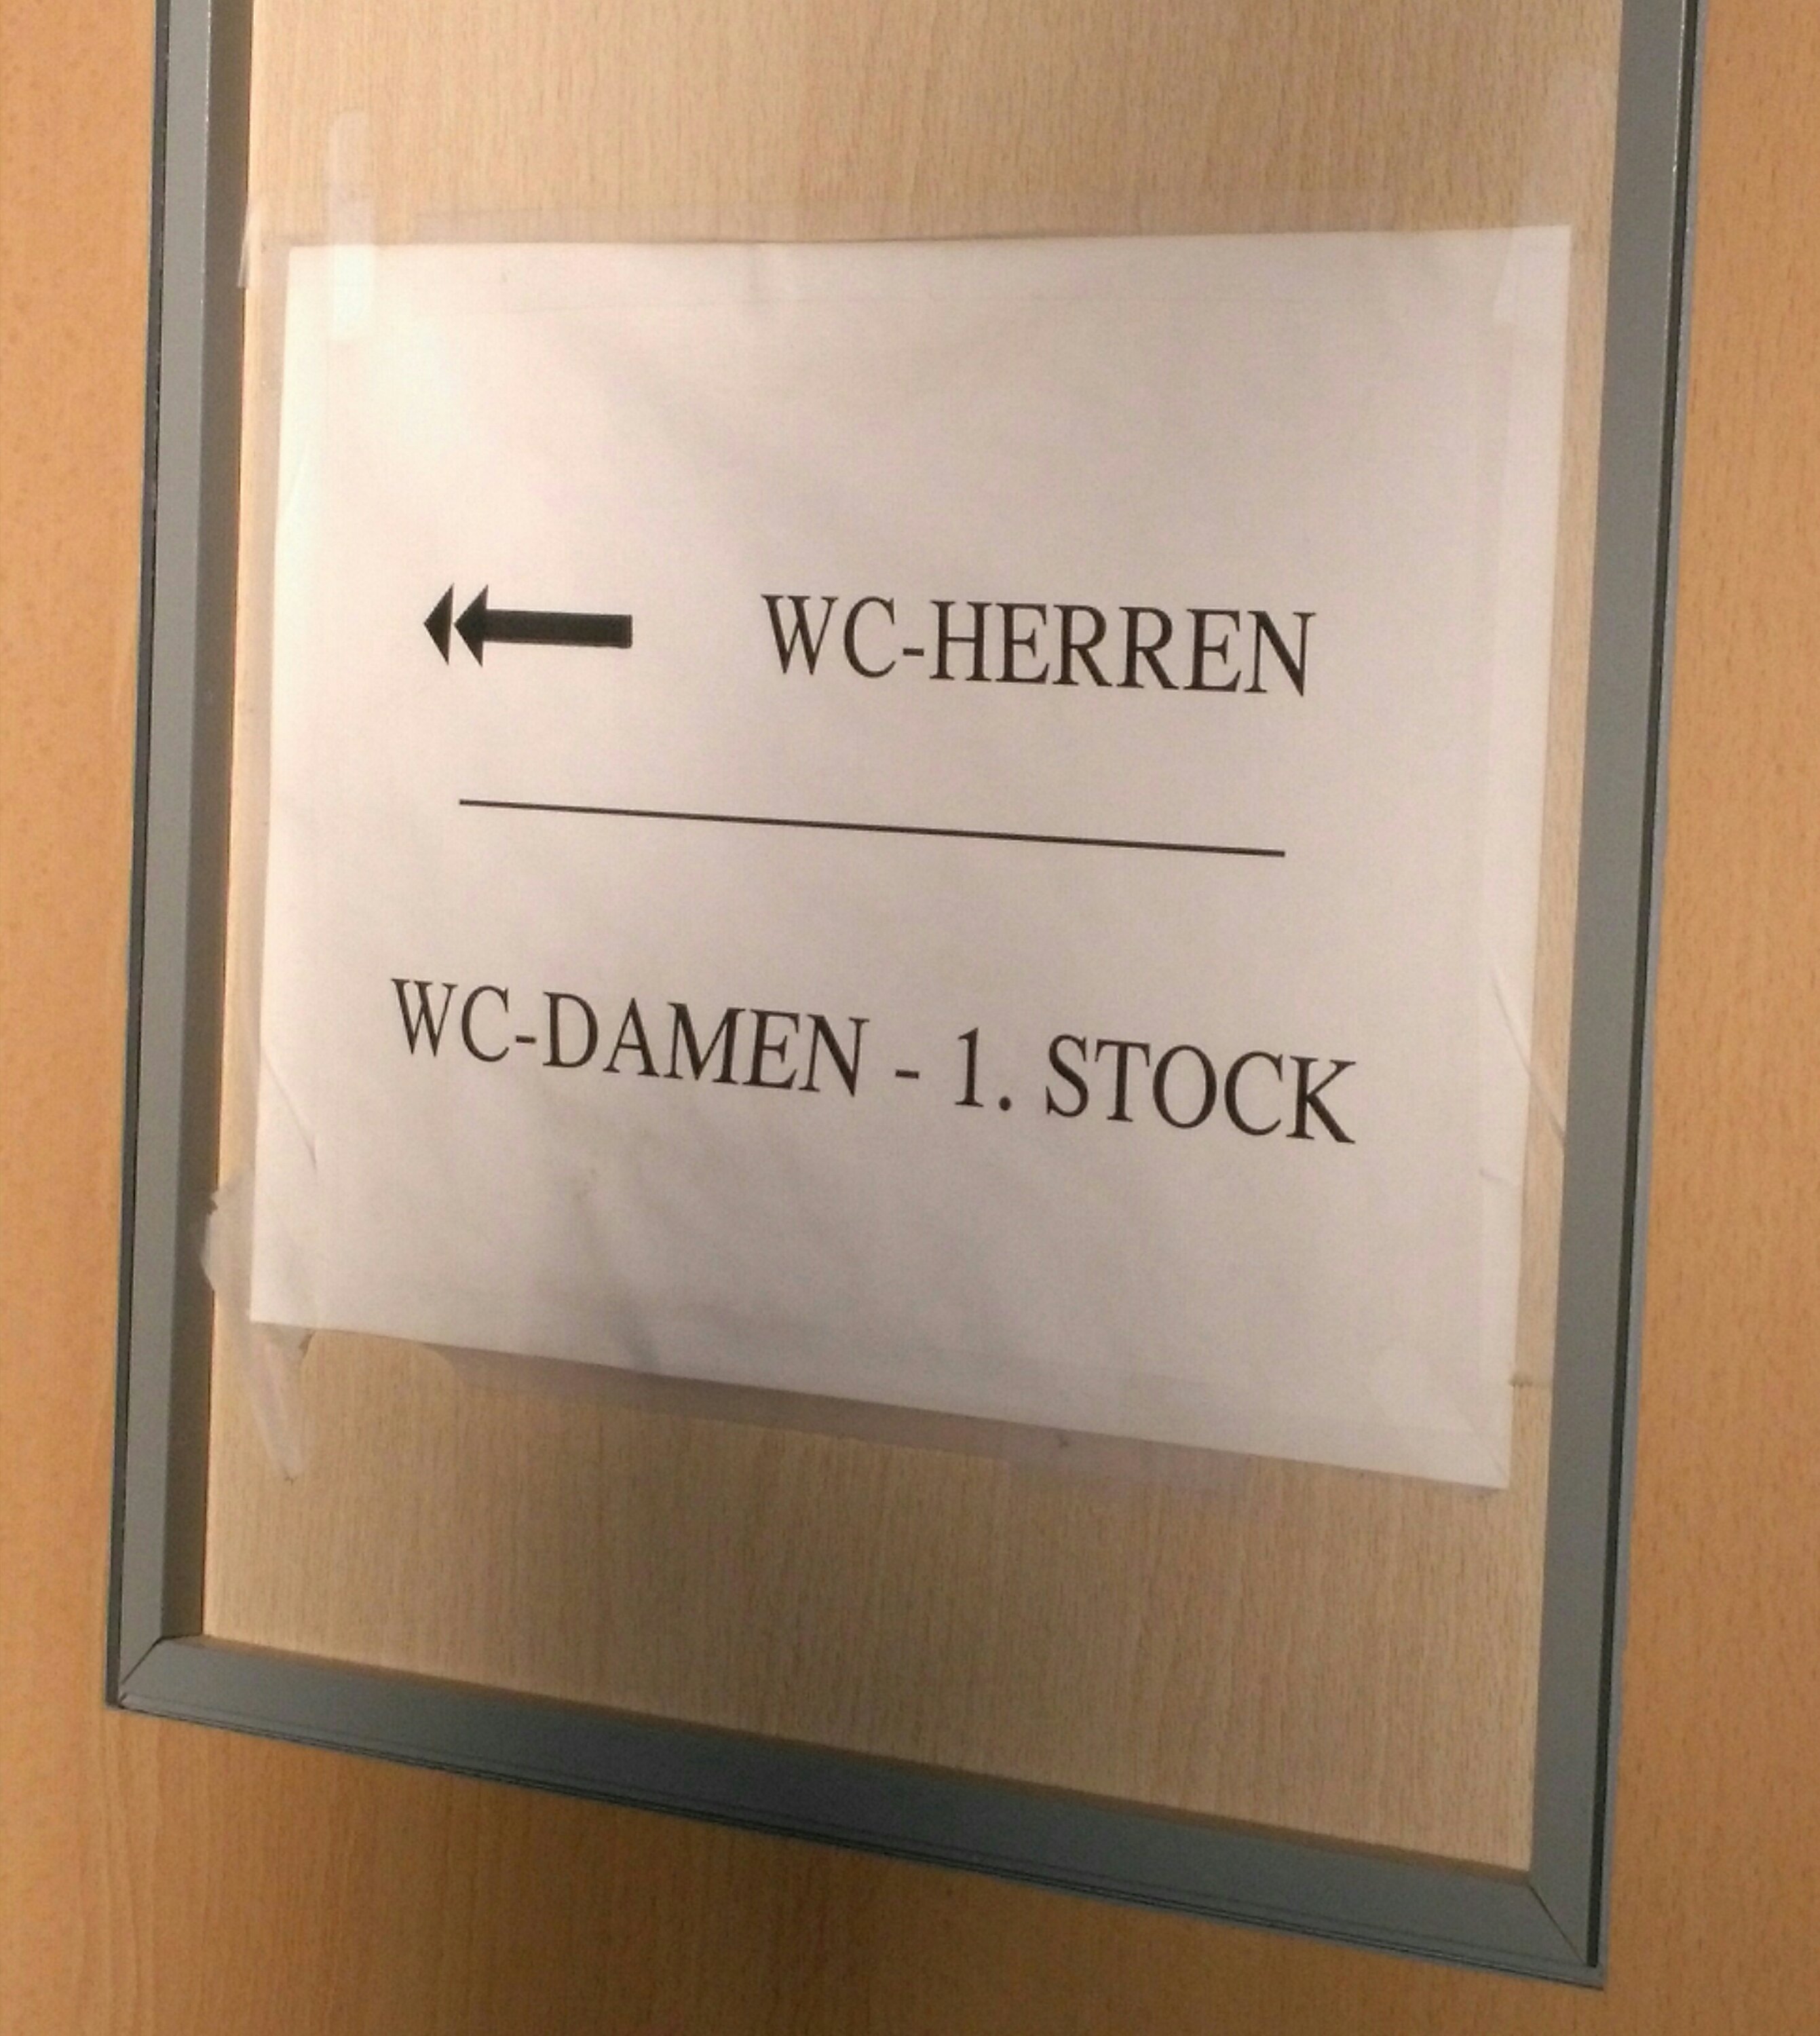 WC-HERREN
WC-DAMEN - 1. STOCK